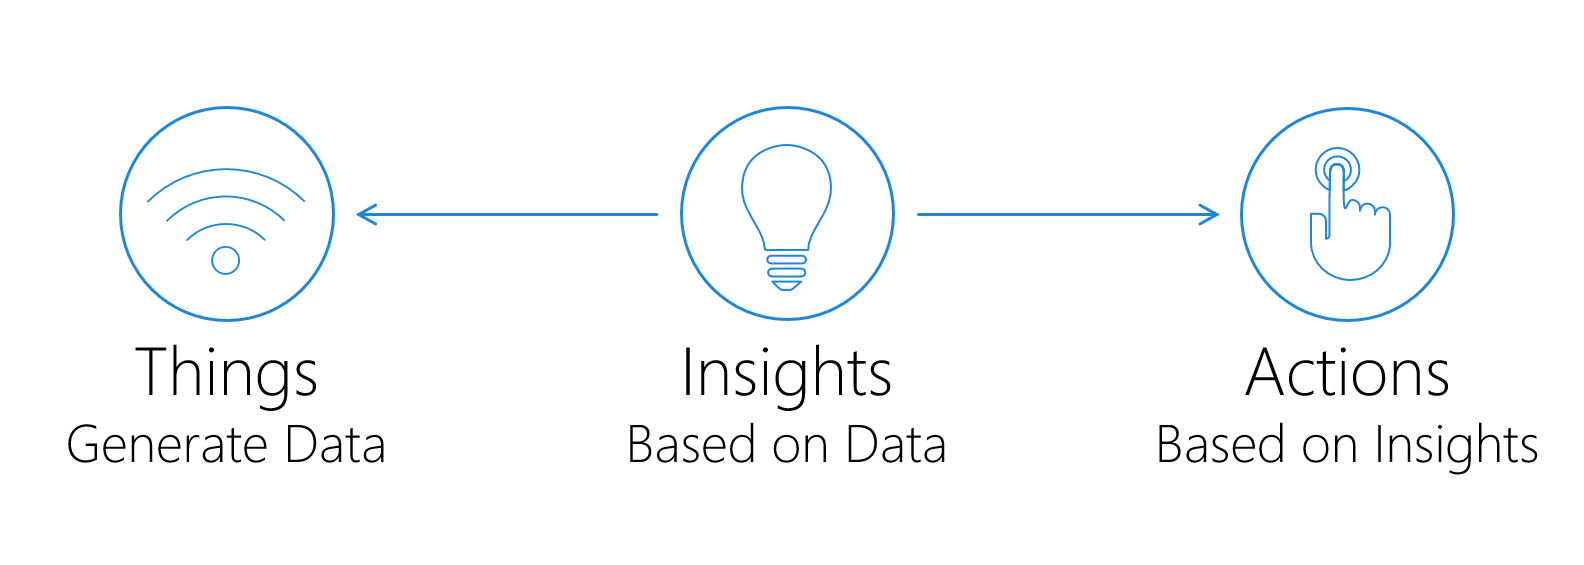 Things
Generate Data
Insights
Based on Data
Actions
Based on Insights